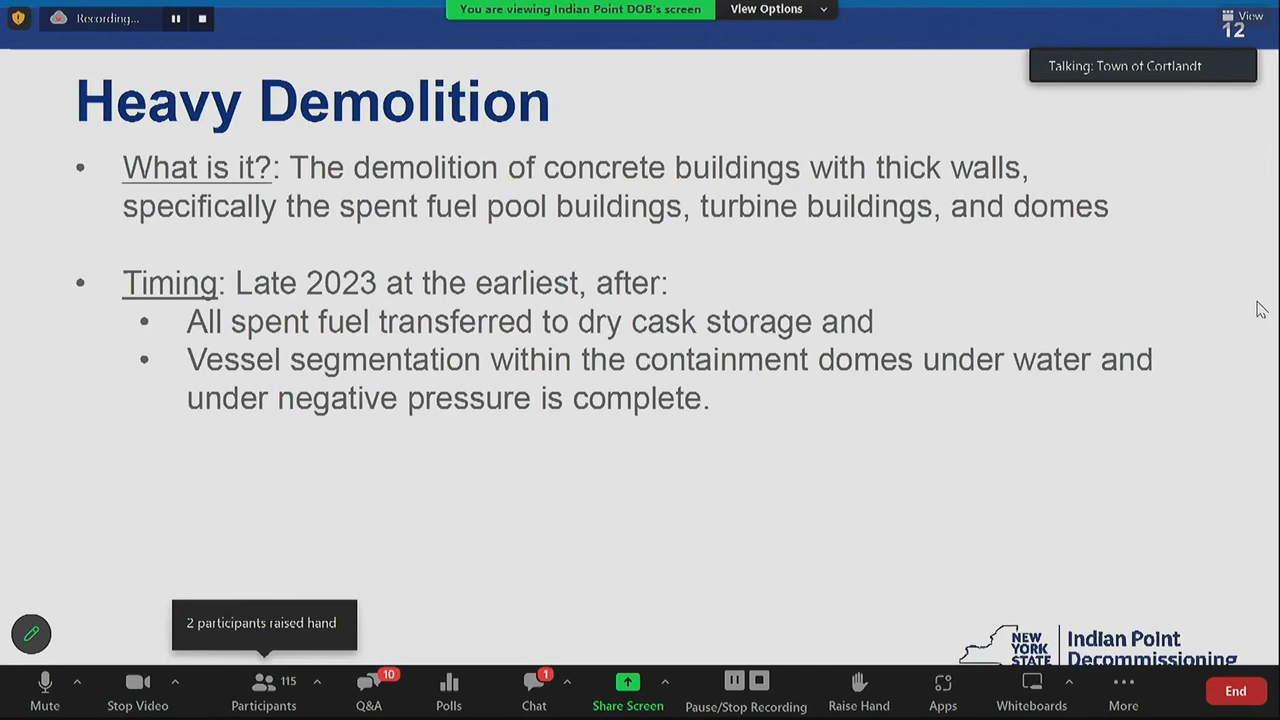 Recording...
You are viewing Indian Point DOB's screen
View Options
View
12
Talking: Town of Cortlandt
Heavy Demolition
• What is it?: The demolition of concrete buildings with thick walls,
specifically the spent fuel pool buildings, turbine buildings, and domes
• Timing: Late 2023 at the earliest, after:
• All spent fuel transferred to dry cask storage and
• Vessel segmentation within the containment domes under water and
under negative pressure is complete.
2 participants raised hand
NEW
YORK
STATE
Indian Point
Decommissioning
115
10
1
Mute
Stop Video
Participants
Q&A
Polls
Chat
Share Screen
Pause/Stop Recording
Raise Hand
Apps
Whiteboards
More
End